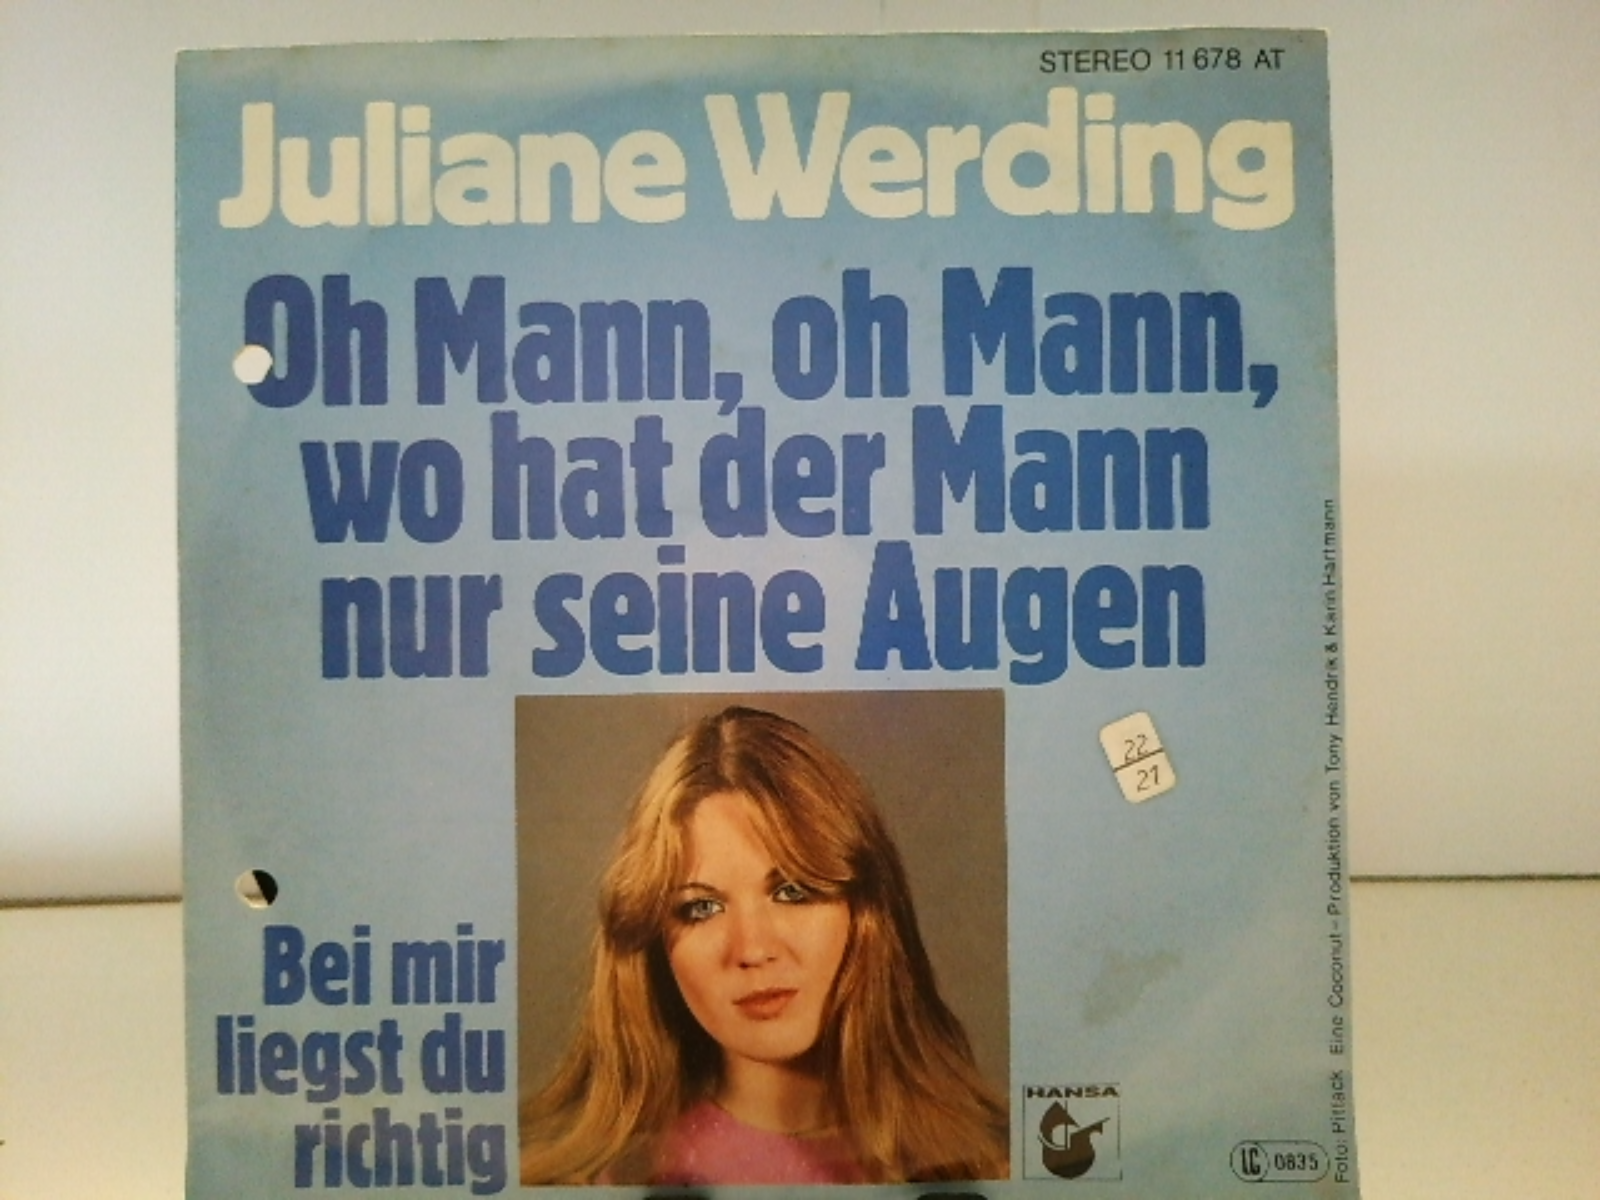 STEREO 11 678 AT
Juliane Werding
Oh Mann, oh Mann,
wo hat der Mann
nur seine Augen
22
21
Bei mir
liegst du
richtig
HANSA
LC 0835
Foto: Pittack Eine Coconut-Produktion von Tony Hendrik & Karin Hartmann